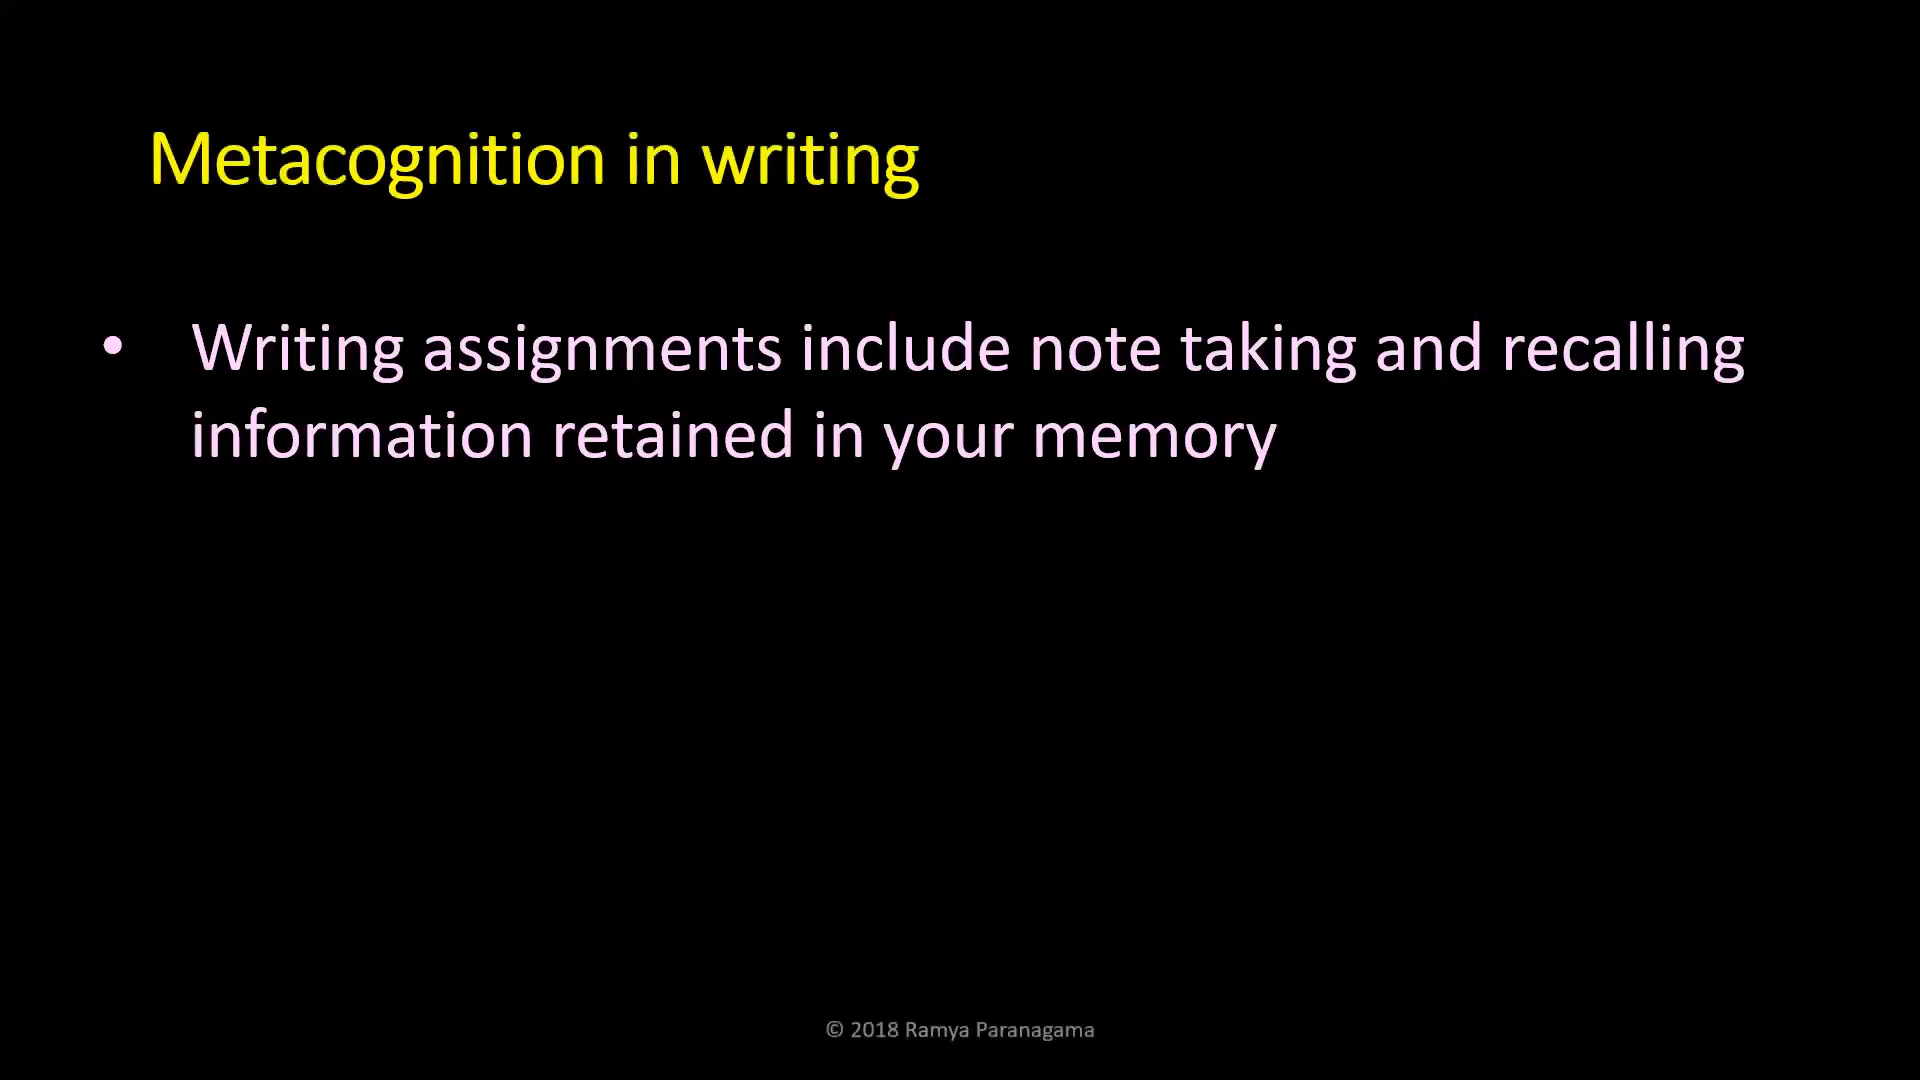 Metacognition in writing
• Writing assignments include note taking and recalling
information retained in your memory
© 2018 Ramya Paranagama